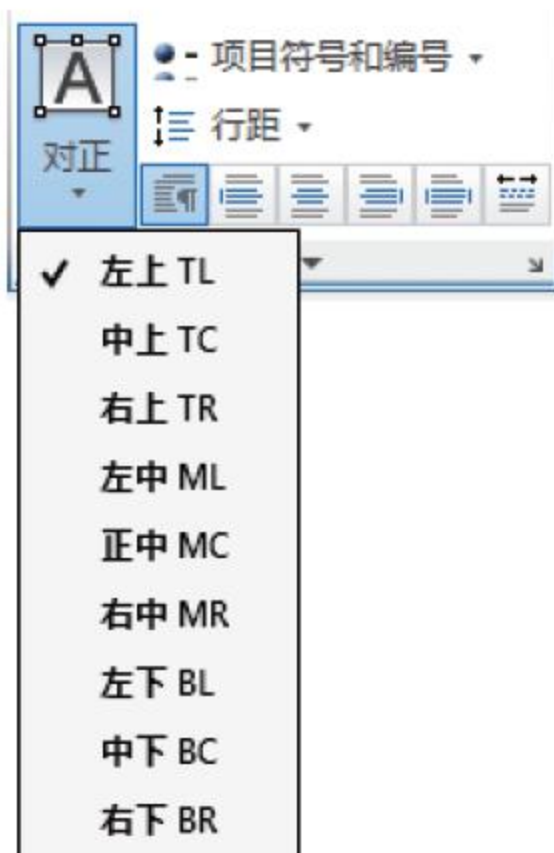 A
项目符号和编号
行距
对正
左上 TL
中上 TC
右上 TR
左中 ML
正中 MC
右中 MR
左下 BL
中下 BC
右下 BR